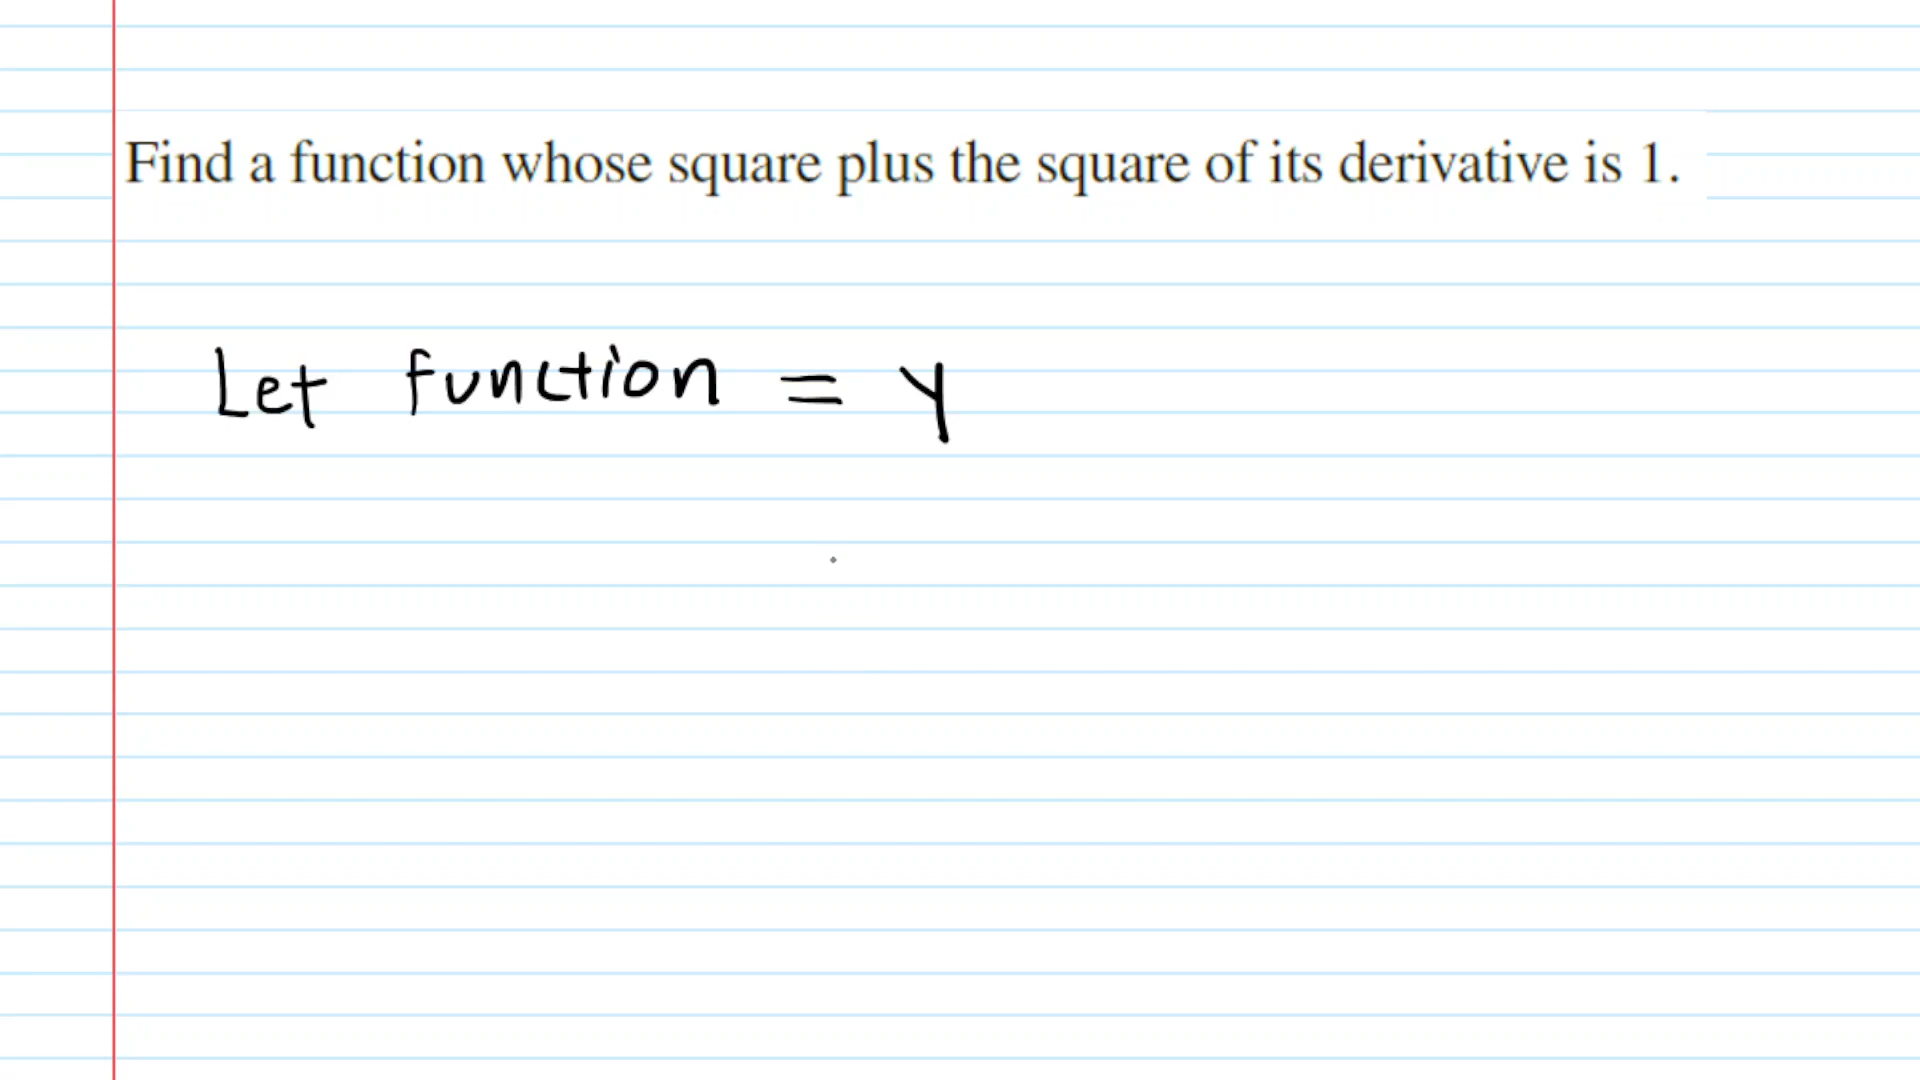 Find a function whose square plus the square of its derivative is 1.
Let function = y